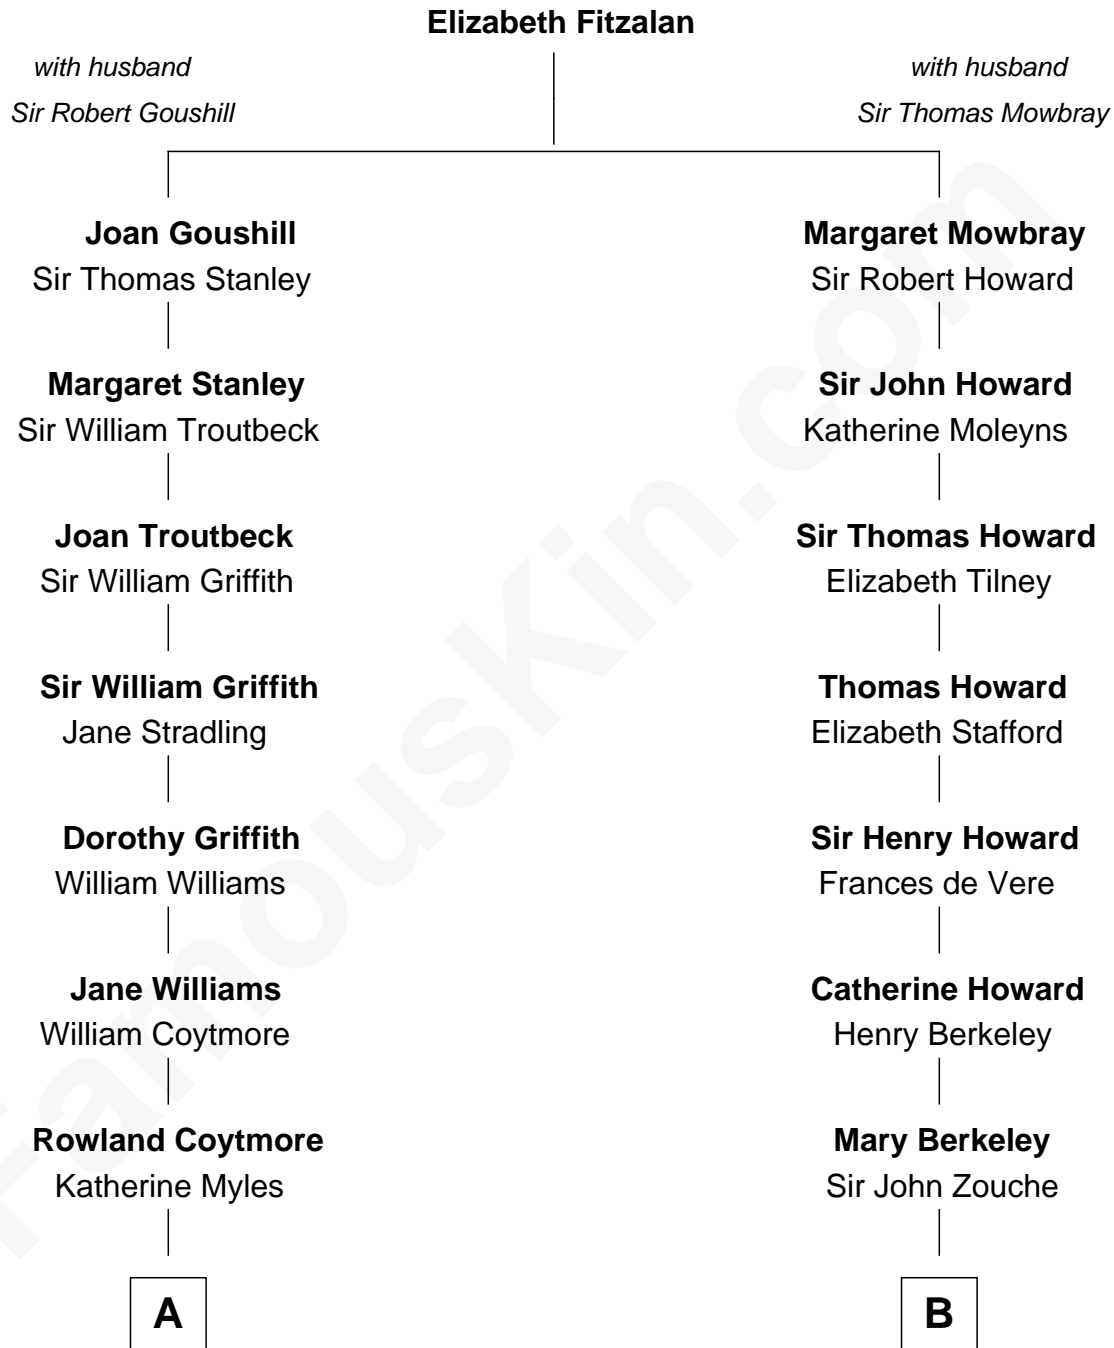 Elizabeth Fitzalan
with husband
Sir Robert Goushill
with husband
Sir Thomas Mowbray
Joan Goushill
Sir Thomas Stanley
Margaret Stanley
Sir William Troutbeck
Joan Troutbeck
Sir William Griffith
Sir William Griffith
Jane Stradling
Dorothy Griffith
William Williams
Jane Williams
William Coytmore
Rowland Coytmore
Katherine Myles
A
Margaret Mowbray
Sir Robert Howard
Sir John Howard
Katherine Moleyns
Sir Thomas Howard
Elizabeth Tilney
Thomas Howard
Elizabeth Stafford
Sir Henry Howard
Frances de Vere
Catherine Howard
Henry Berkeley
Mary Berkeley
Sir John Zouche
B
FamousKin.com